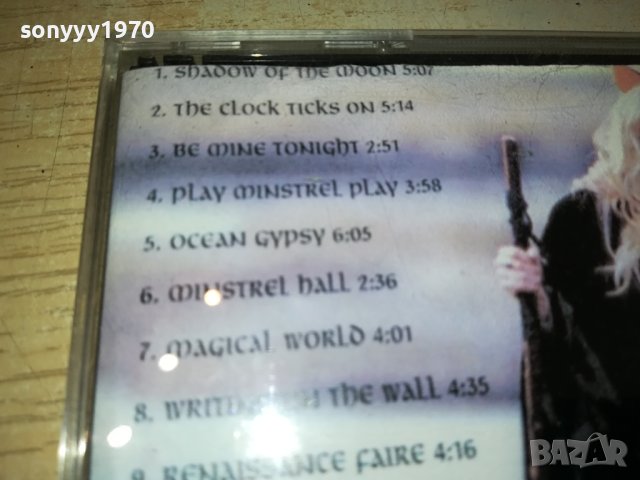 sonyyy1970
1. Shadow of the Moon 5:07
2. The Clock Ticks On 5:14
3. Be Mine Tonight 2:51
4. Play Minstrel Play 3:58
5. Ocean Gypsy 6:05
6. Minstrel Hall 2:36
7. Magical World 4:01
8. the Wall 4:35
9. Renaissance Faire 4:16
BAZAR